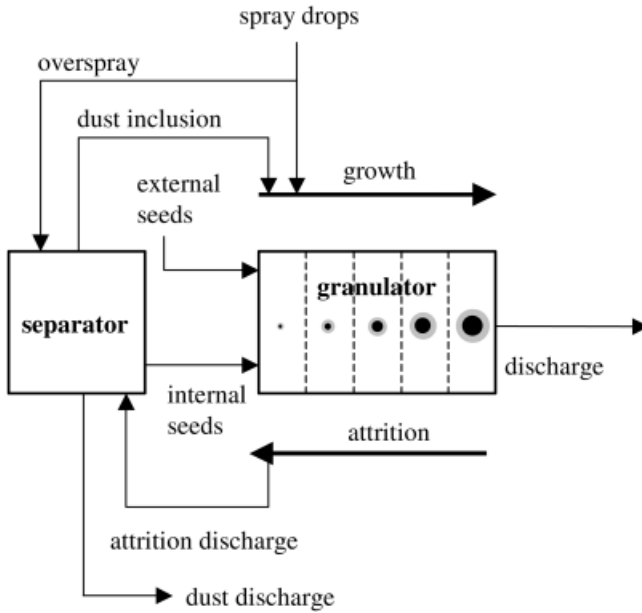 spray drops
overspray
dust inclusion
growth
external
seeds
granulator
separator
discharge
internal
seeds
attrition
attrition discharge
dust discharge